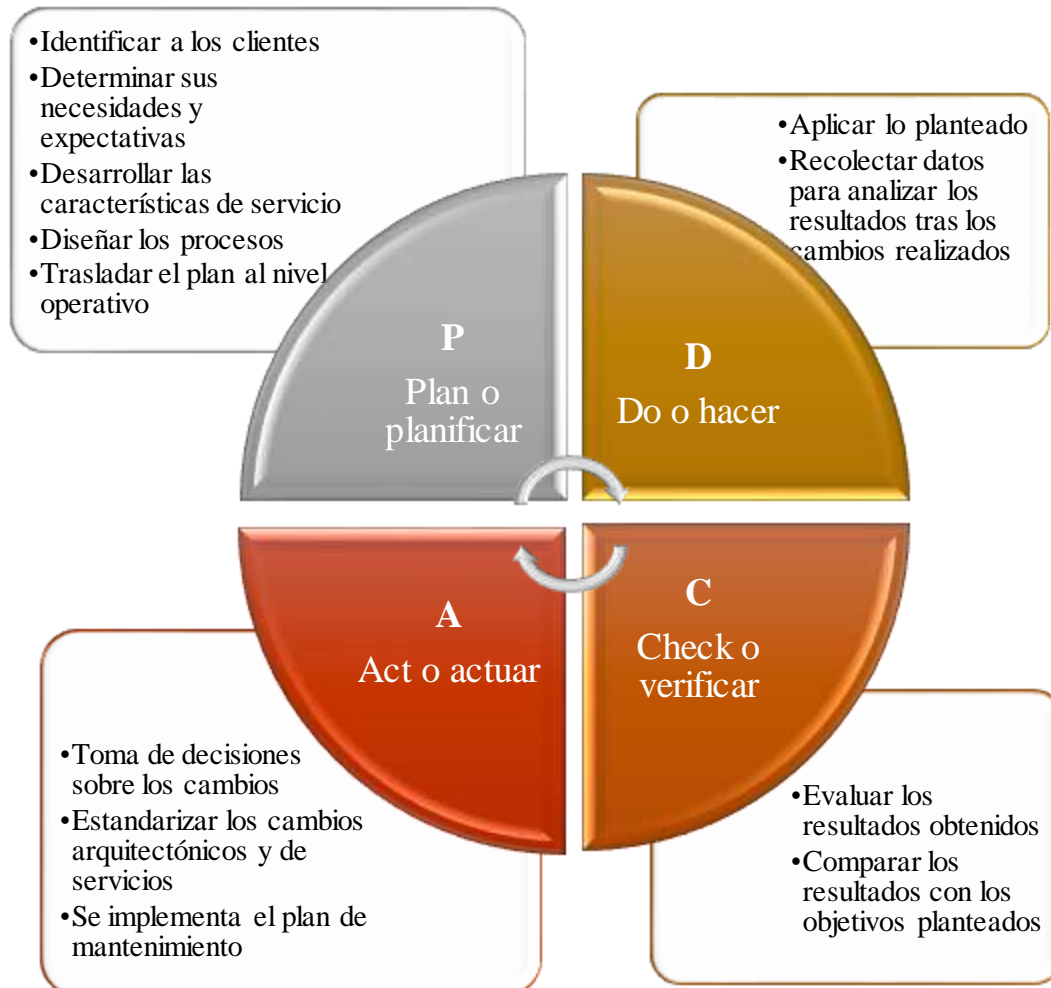 •Identificar a los clientes
•Determinar sus
necesidades y
expectativas
•Desarrollar las
características de servicio
•Diseñar los procesos
•Trasladar el plan al nivel
operativo
•Aplicar lo planteado
•Recolectar datos
para analizar los
resultados tras los
cambios realizados
P
Plan o
planificar
D
Do o hacer
A
Act o actuar
C
Check o
verificar
•Toma de decisiones
sobre los cambios
•Estandarizar los cambios
arquitectónicos y de
servicios
•Se implementa el plan de
mantenimiento
•Evaluar los
resultados obtenidos
•Comparar los
resultados con los
objetivos planteados